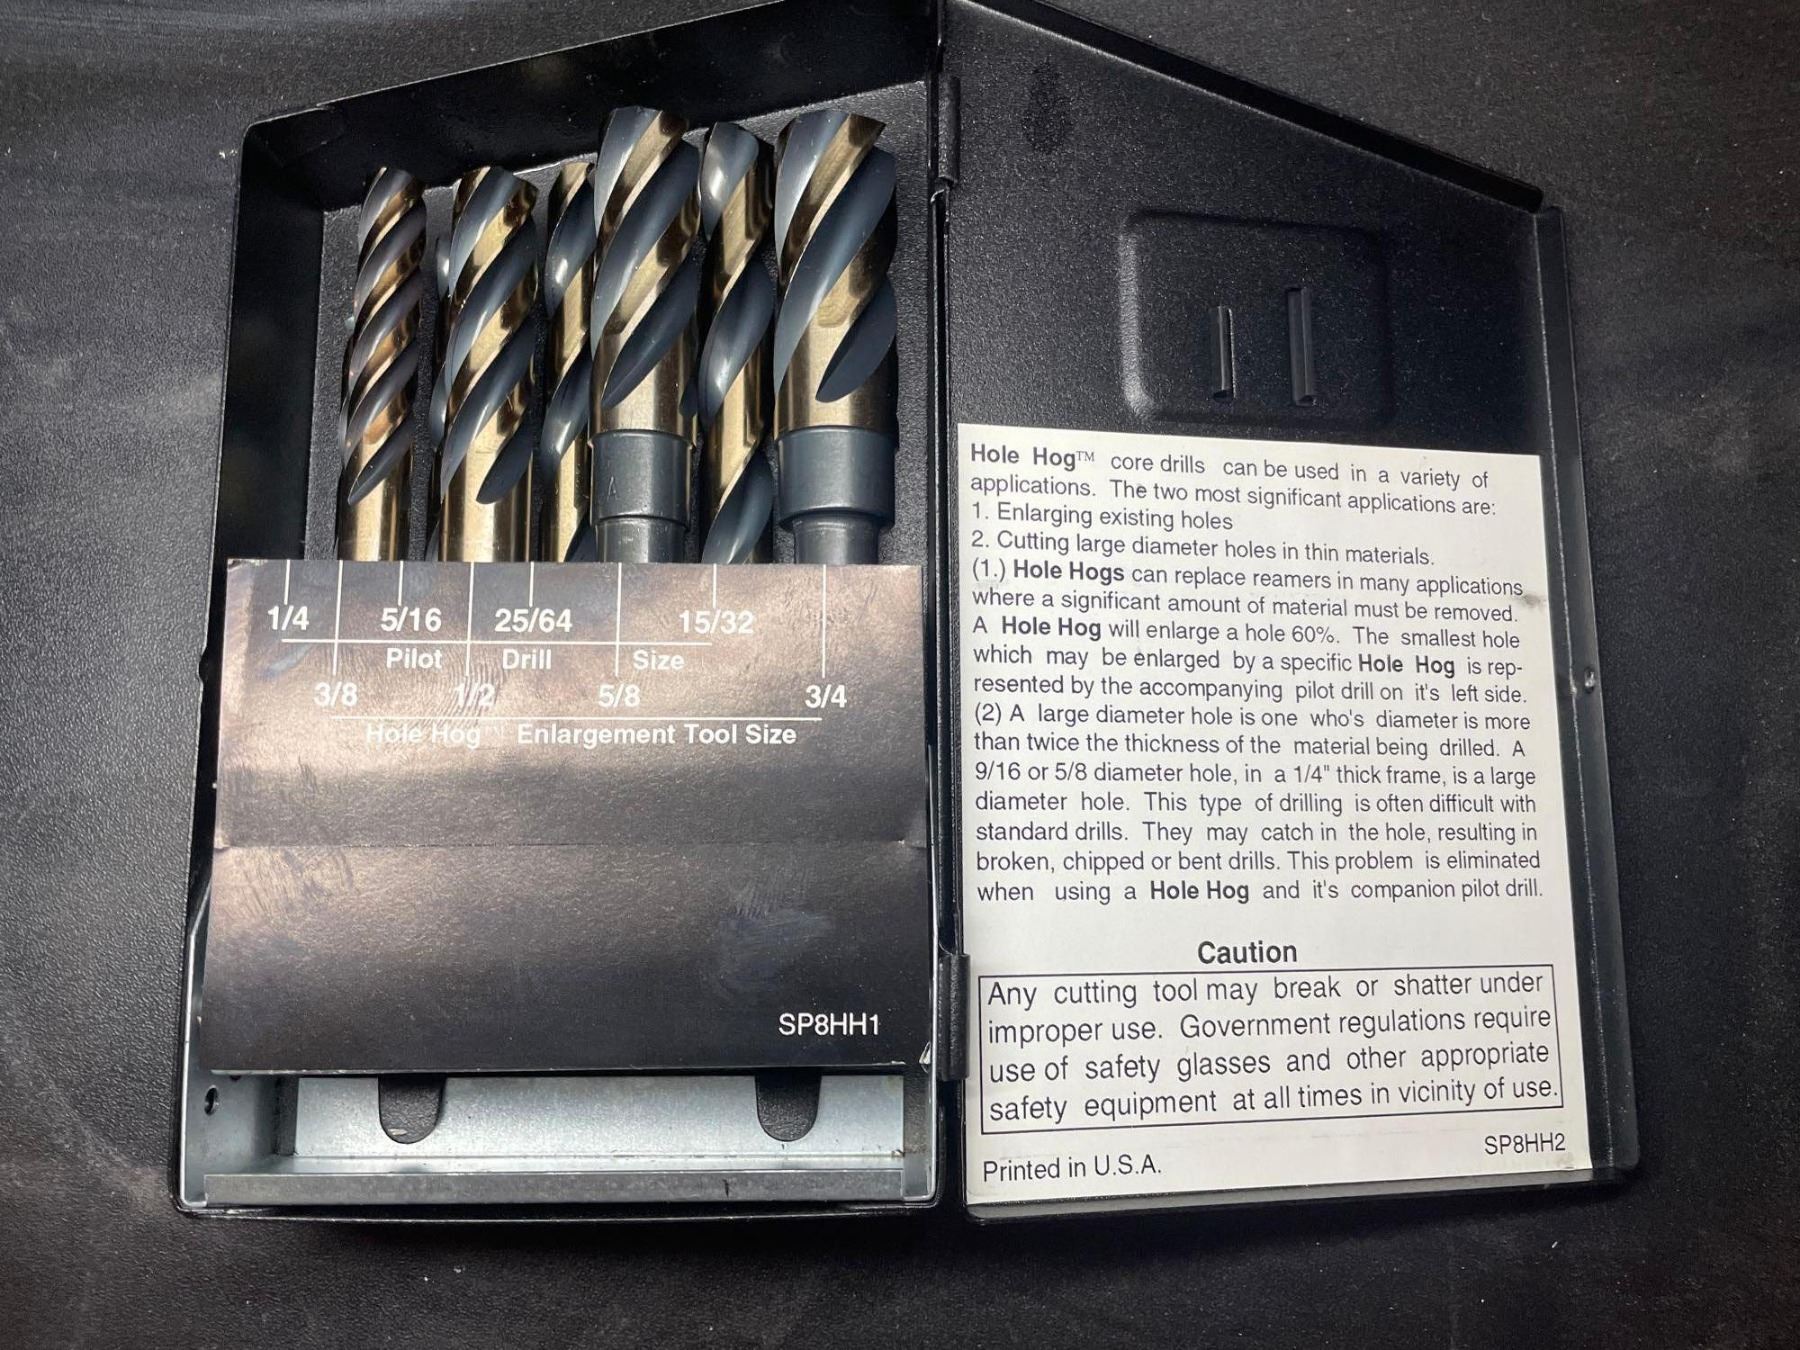 1/4 5/16 25/64 15/32
Pilot Drill Size
3/8 1/2 5/8 3/4
Hole Hog™ Enlargement Tool Size
SP8HH1
A
Hole Hog™ core drills can be used in a variety of
applications. The two most significant applications are:
1. Enlarging existing holes
2. Cutting large diameter holes in thin materials.
(1.) Hole Hogs can replace reamers in many applications
where a significant amount of material must be removed.
A Hole Hog will enlarge a hole 60%. The smallest hole
which may be enlarged by a specific Hole Hog is rep-
resented by the accompanying pilot drill on it's left side.
(2) A large diameter hole is one who's diameter is more
than twice the thickness of the material being drilled. A
9/16 or 5/8 diameter hole, in a 1/4" thick frame, is a large
diameter hole. This type of drilling is often difficult with
standard drills. They may catch in the hole, resulting in
broken, chipped or bent drills. This problem is eliminated
when using a Hole Hog and it's companion pilot drill.
Caution
Any cutting tool may break or shatter under
improper use. Government regulations require
use of safety glasses and other appropriate
safety equipment at all times in vicinity of use.
SP8HH2
Printed in U.S.A.